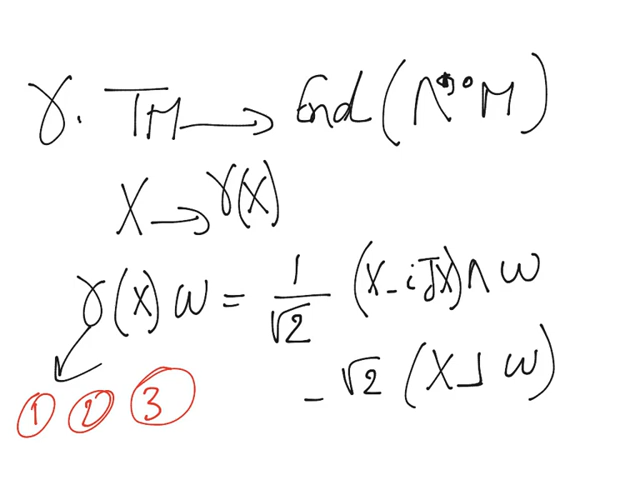 γ. TM → End(Λ•,⁰ M)
X → γ(X)
γ(X) ω = 1/√2 (X - iJX) ∧ ω
- √2 (X ⌟ ω)
① ② ③